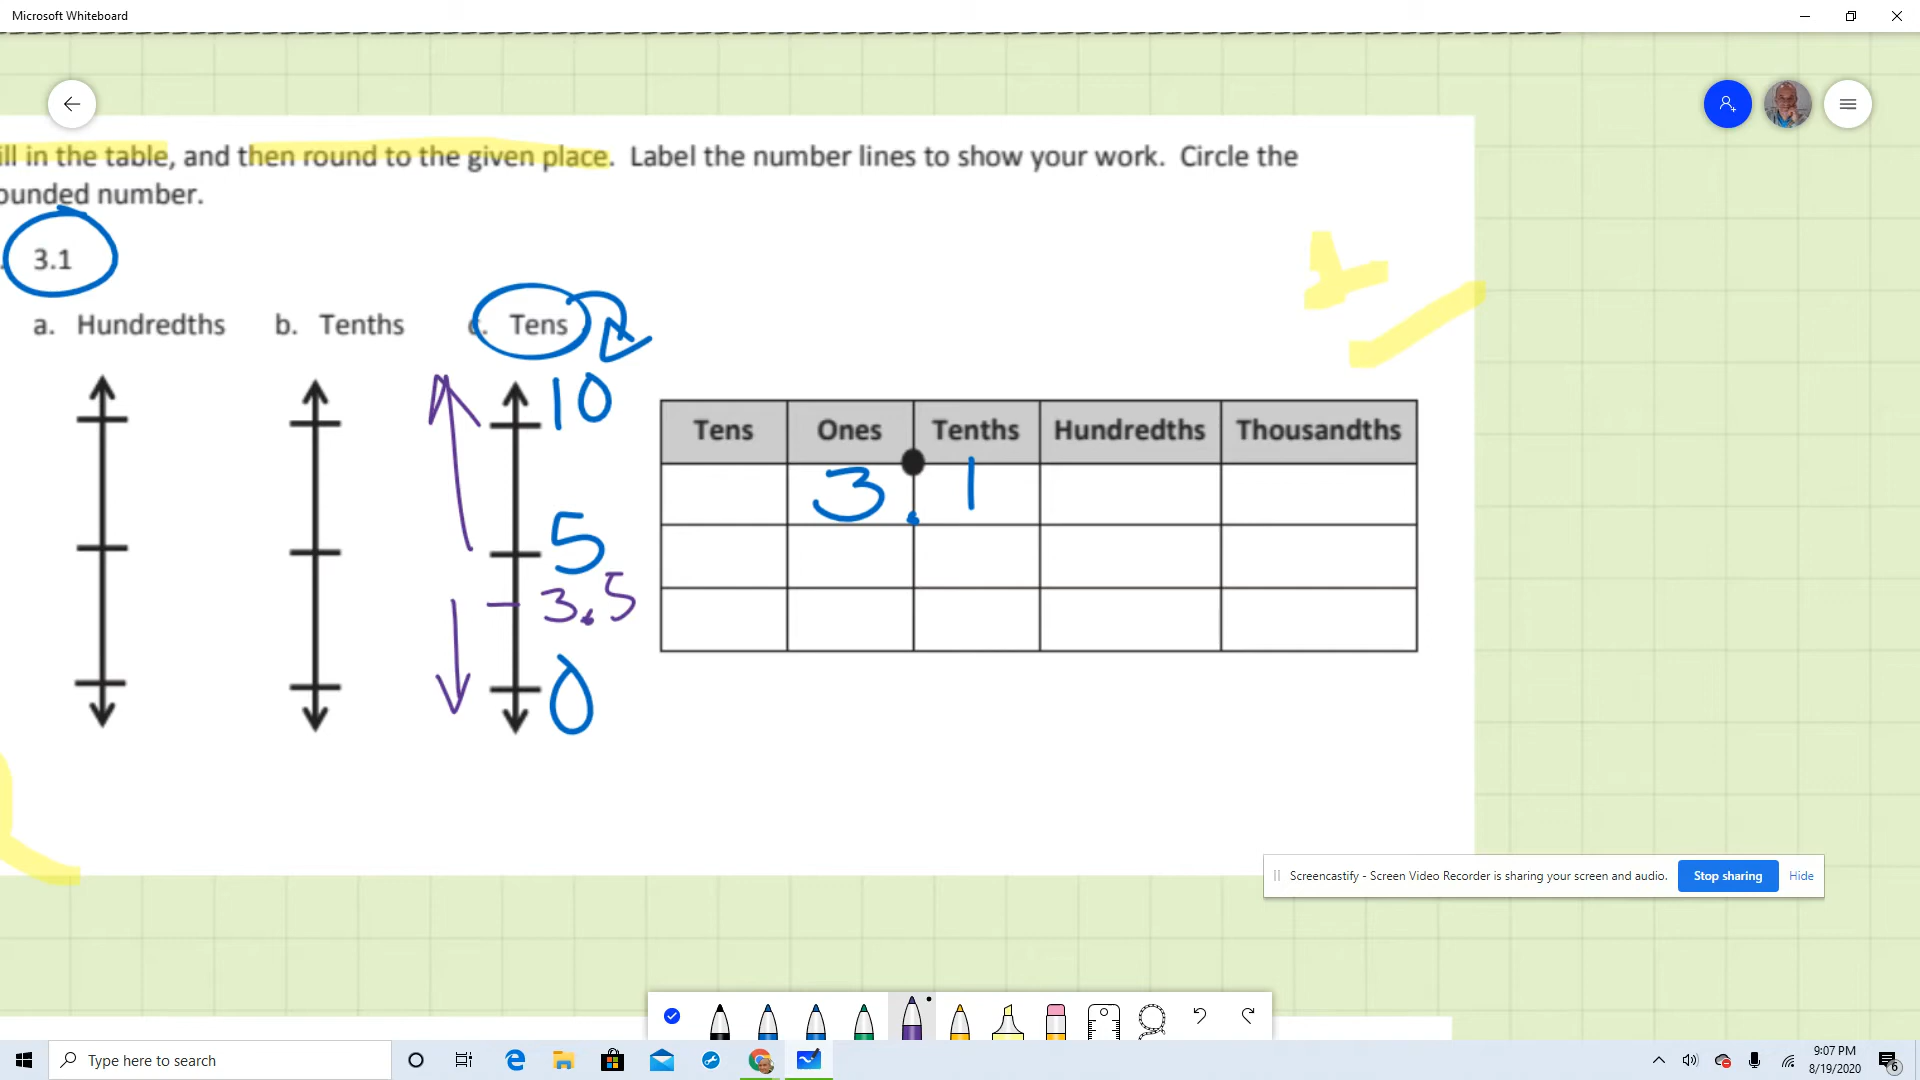 Microsoft Whiteboard
ill in the table, and then round to the given place. Label the number lines to show your work. Circle the
ounded number.
3.1
a. Hundredths b. Tenths c. Tens
10
5
3.5
0
Tens Ones Tenths Hundredths Thousandths
3 . 1
Screencastify - Screen Video Recorder is sharing your screen and audio. Stop sharing Hide
Type here to search
9:07 PM
8/19/2020
6